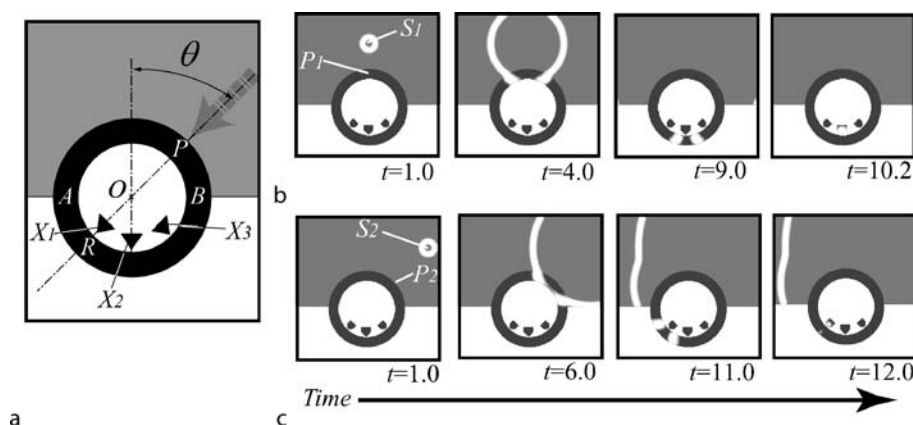 a
θ
P
A
O
B
X1
R
X3
X2
b
S1
P1
t=1.0
t=4.0
t=9.0
t=10.2
c
S2
P2
t=1.0
t=6.0
t=11.0
t=12.0
Time